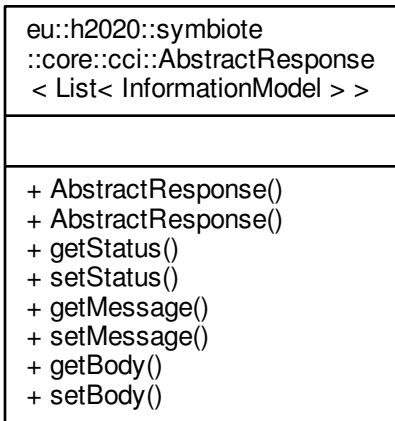 eu::h2020::symbiote
::core::cci::AbstractResponse
< List< InformationModel > >
+ AbstractResponse()
+ AbstractResponse()
+ getStatus()
+ setStatus()
+ getMessage()
+ setMessage()
+ getBody()
+ setBody()